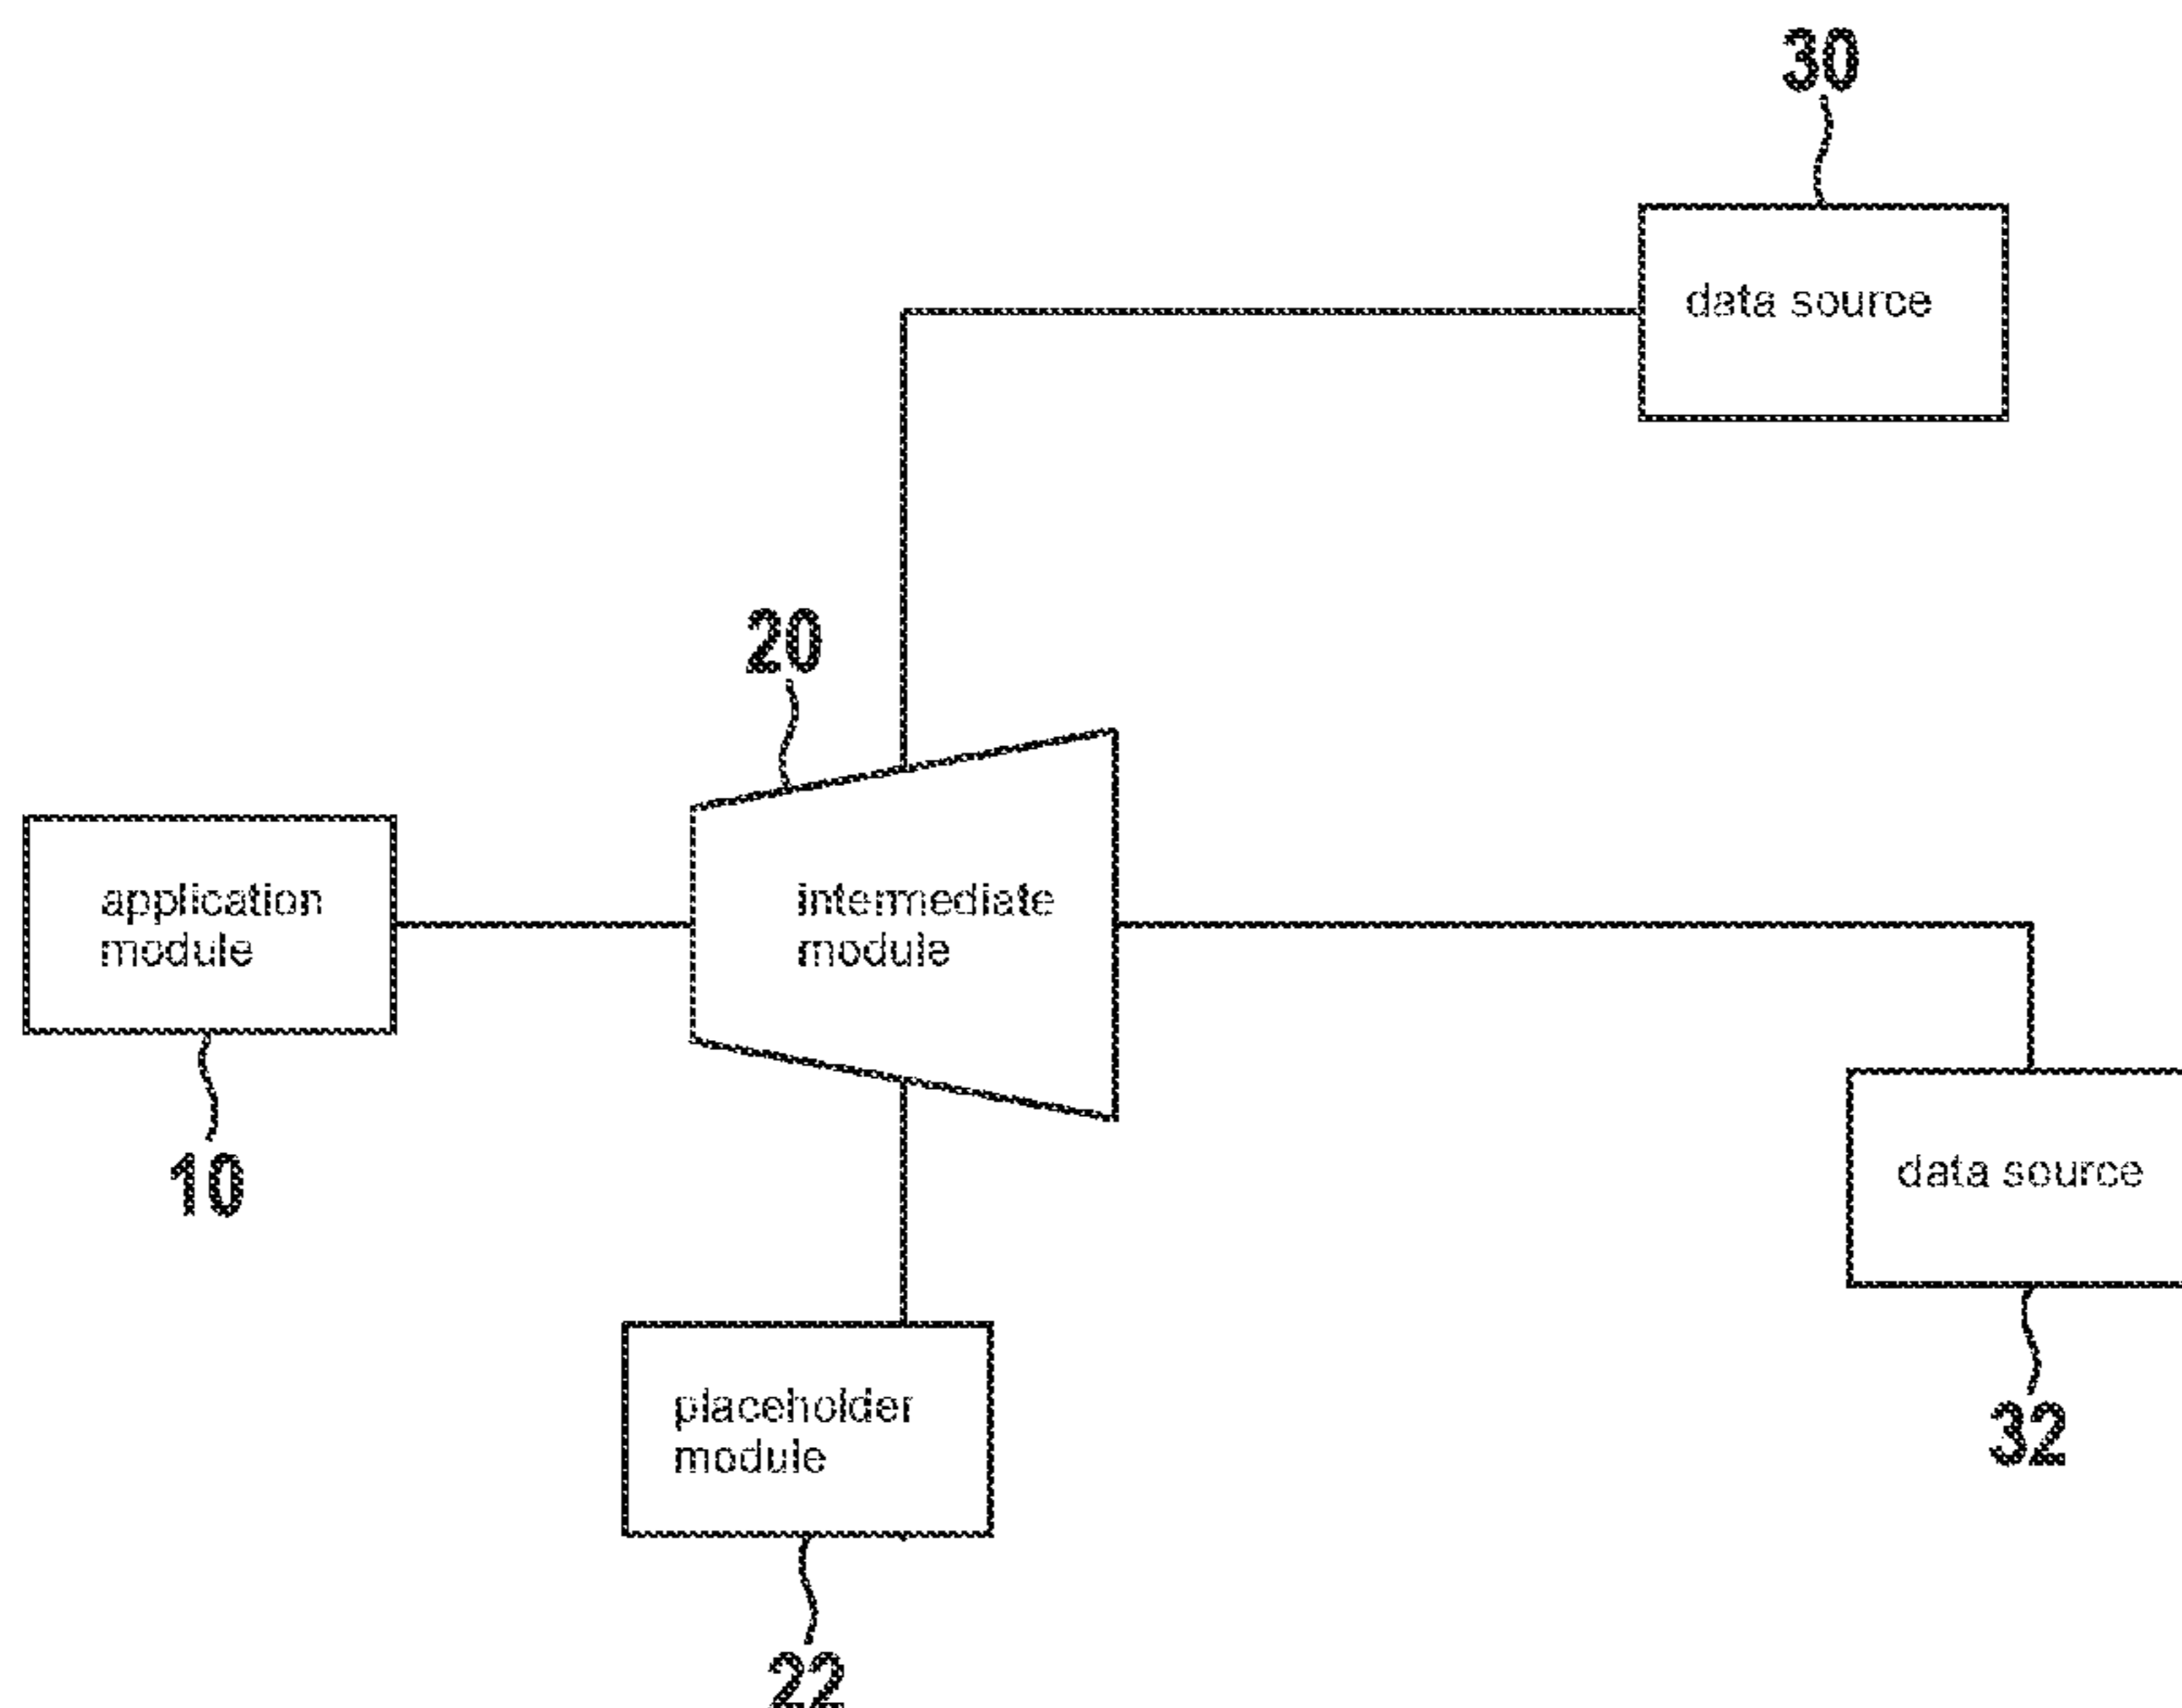 30
data source
20
application
module
intermediate
module
10
data source
placeholder
module
32
22